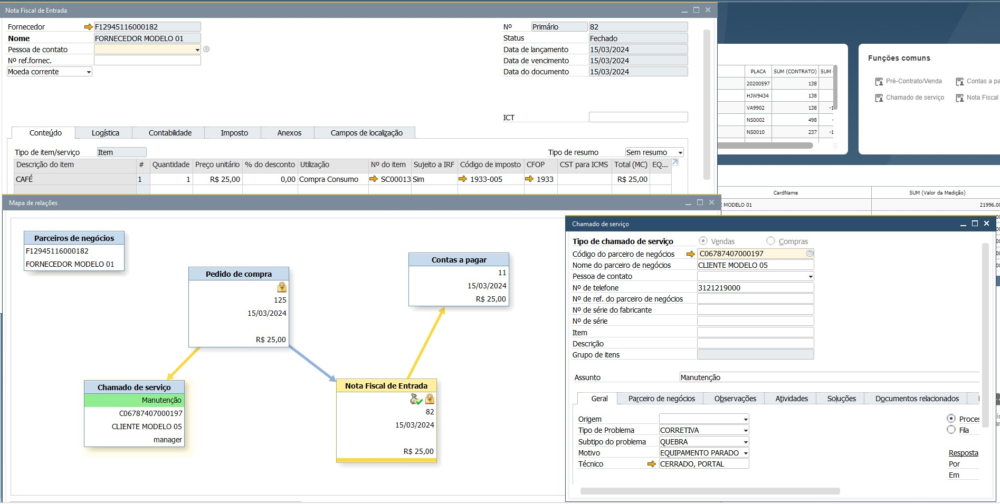 Nota Fiscal de Entrada
Fornecedor F12945116000182
Nome FORNECEDOR MODELO 01
Pessoa de contato
Nº ref.fornec.
Moeda corrente
Nº Primário 82
Status Fechado
Data de lançamento 15/03/2024
Data de vencimento 15/03/2024
Data do documento 15/03/2024
ICT
Conteúdo Logística Contabilidade Imposto Anexos Campos de localização
Tipo de item/serviço Item
Tipo de resumo Sem resumo
Descrição do item # Quantidade Preço unitário % do desconto Utilização Nº do item Sujeito a IRF Código de imposto CFOP CST para ICMS Total (MC) EQ...
CAFÉ 1 1 R$ 25,00 0,00 Compra Consumo SC00013 Sim 1933-005 1933 R$ 25,00
PLACA SUM (CONTRATO) SUM
20200597 138
HJW9434 138
VA9902 138 -1
NS0002 498 -
NS0010 237 -1
Funções comuns
Pré-Contrato/Venda Contas a pa
Chamado de serviço Nota Fiscal
CardName SUM (Valor da Medição)
MODELO 01 21996.00
Mapa de relações
Parceiros de negócios
F12945116000182
FORNECEDOR MODELO 01
Pedido de compra
125
15/03/2024
R$ 25,00
Contas a pagar
11
15/03/2024
R$ 25,00
Chamado de serviço
Manutenção
C06787407000197
CLIENTE MODELO 05
manager
Nota Fiscal de Entrada
82
15/03/2024
R$ 25,00
Chamado de serviço
Tipo de chamado de serviço Vendas Compras
Código do parceiro de negócios C06787407000197
Nome do parceiro de negócios CLIENTE MODELO 05
Pessoa de contato
Nº de telefone 3121219000
Nº de ref. do parceiro de negócios
Nº de série do fabricante
Nº de série
Item
Descrição
Grupo de itens
Assunto Manutenção
Geral Parceiro de negócios Observações Atividades Soluções Documentos relacionados
Origem
Tipo de Problema CORRETIVA
Subtipo do problema QUEBRA
Motivo EQUIPAMENTO PARADO
Técnico CERRADO, PORTAL
Proces
Fila
Resposta
Por
Em